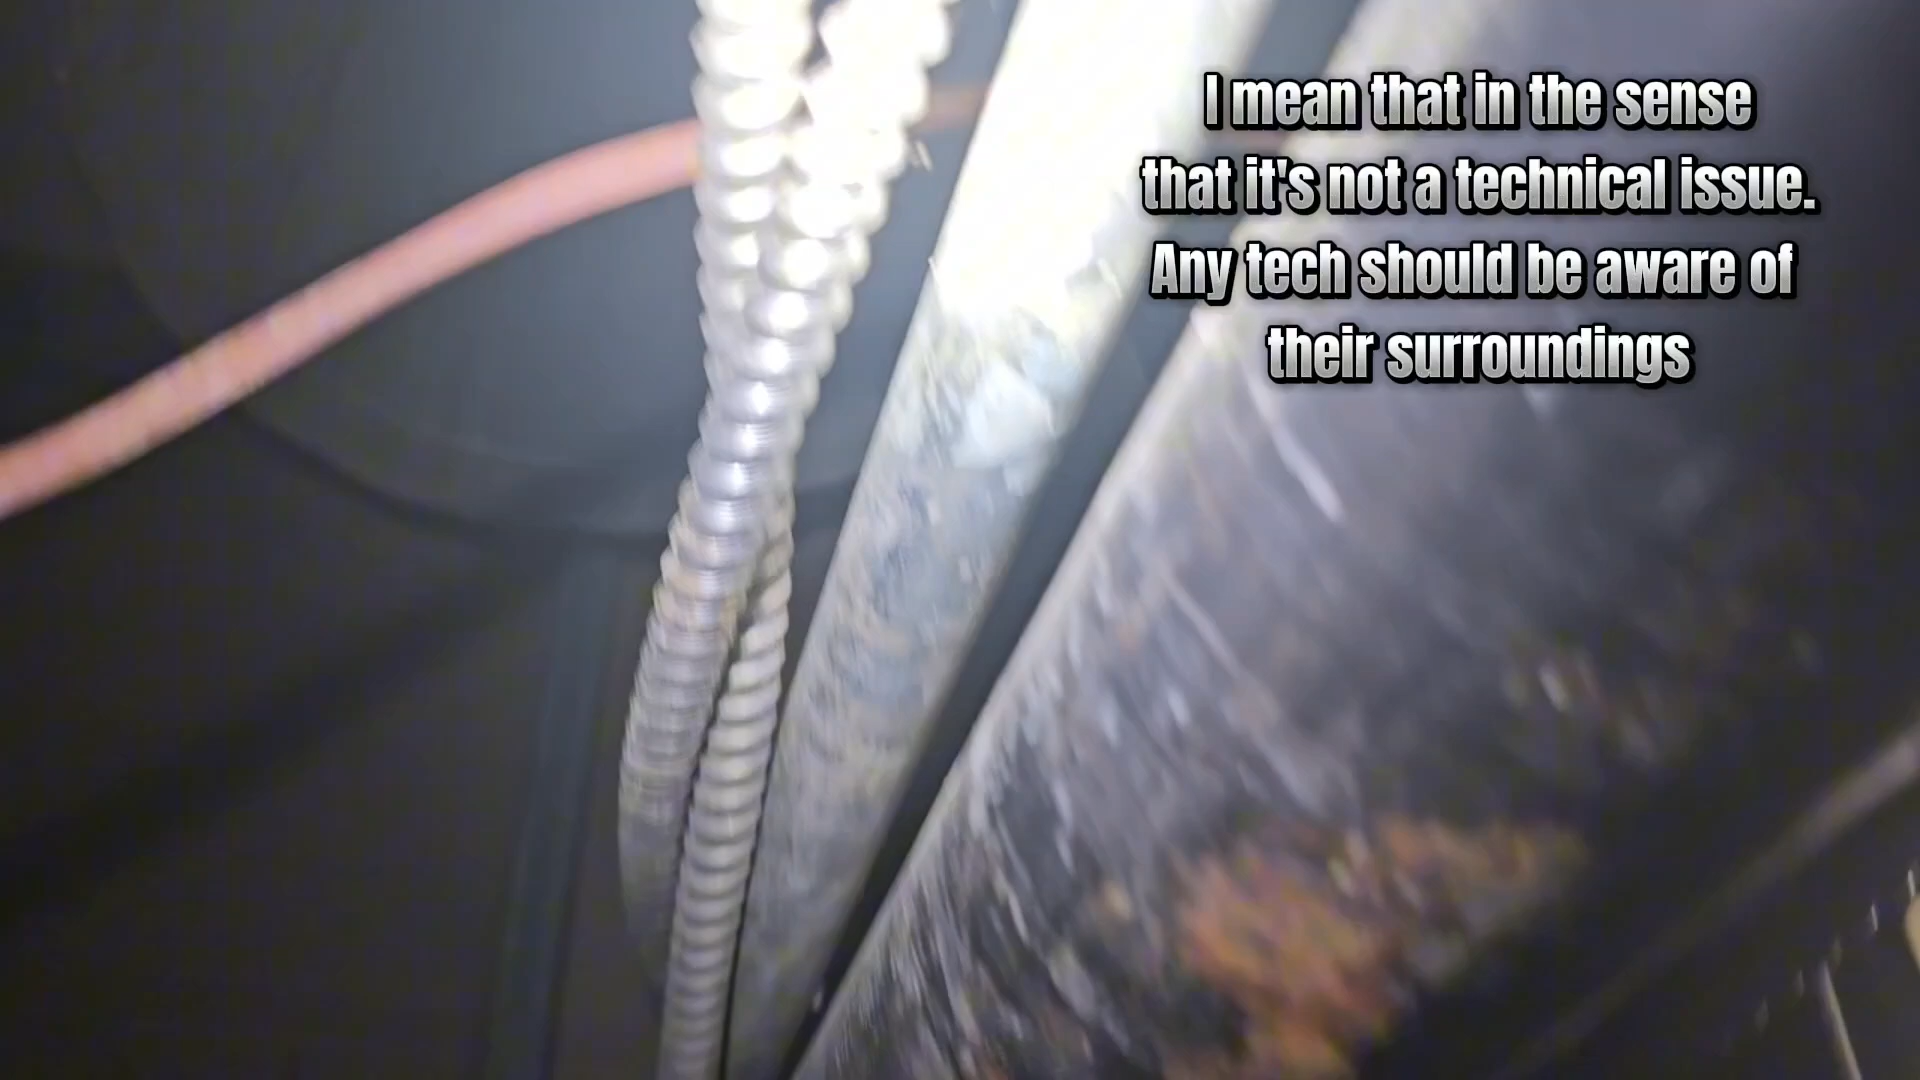 I mean that in the sense
that it's not a technical issue.
Any tech should be aware of
their surroundings